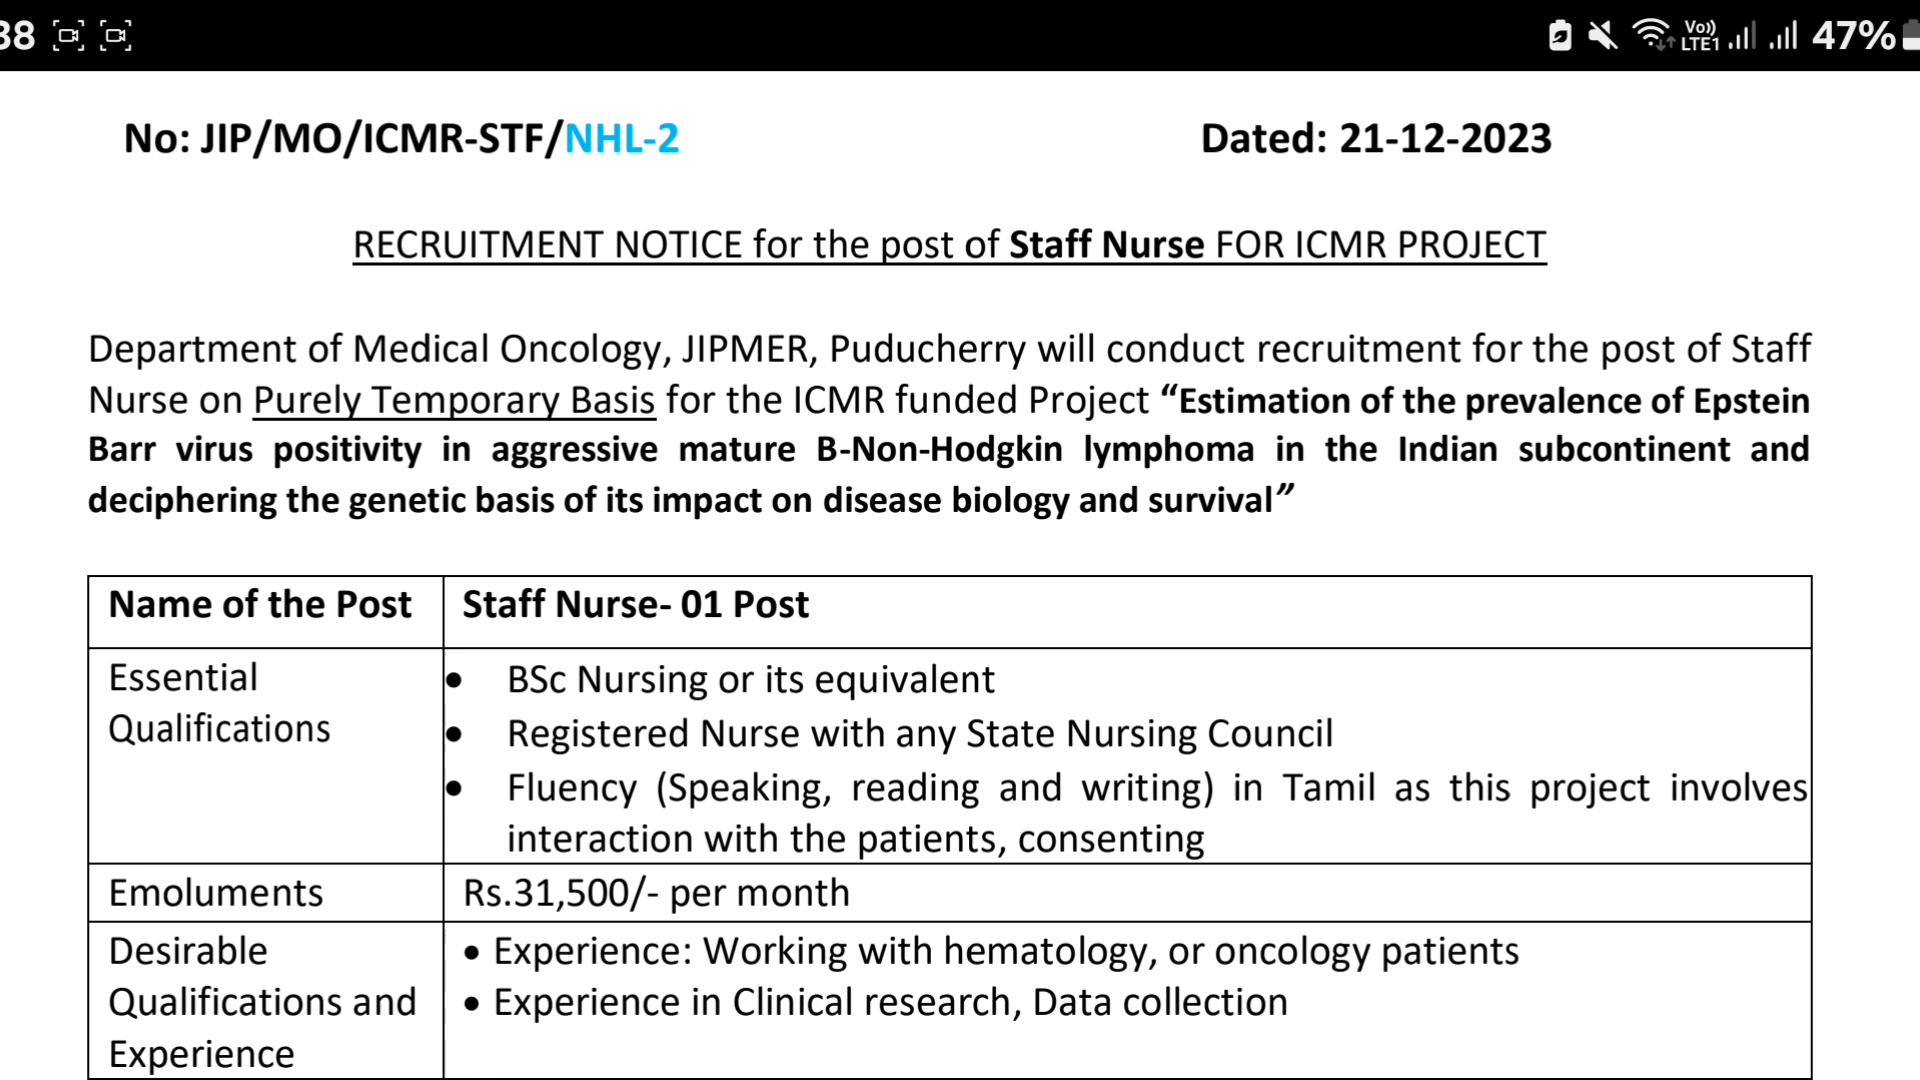 38 Vo)) LTE1 47%
No: JIP/MO/ICMR-STF/NHL-2 Dated: 21-12-2023
RECRUITMENT NOTICE for the post of Staff Nurse FOR ICMR PROJECT
Department of Medical Oncology, JIPMER, Puducherry will conduct recruitment for the post of Staff
Nurse on Purely Temporary Basis for the ICMR funded Project “Estimation of the prevalence of Epstein
Barr virus positivity in aggressive mature B-Non-Hodgkin lymphoma in the Indian subcontinent and
deciphering the genetic basis of its impact on disease biology and survival”
Name of the Post Staff Nurse- 01 Post
Essential
Qualifications
• BSc Nursing or its equivalent
• Registered Nurse with any State Nursing Council
• Fluency (Speaking, reading and writing) in Tamil as this project involves
interaction with the patients, consenting
Emoluments Rs.31,500/- per month
Desirable
Qualifications and
Experience
• Experience: Working with hematology, or oncology patients
• Experience in Clinical research, Data collection